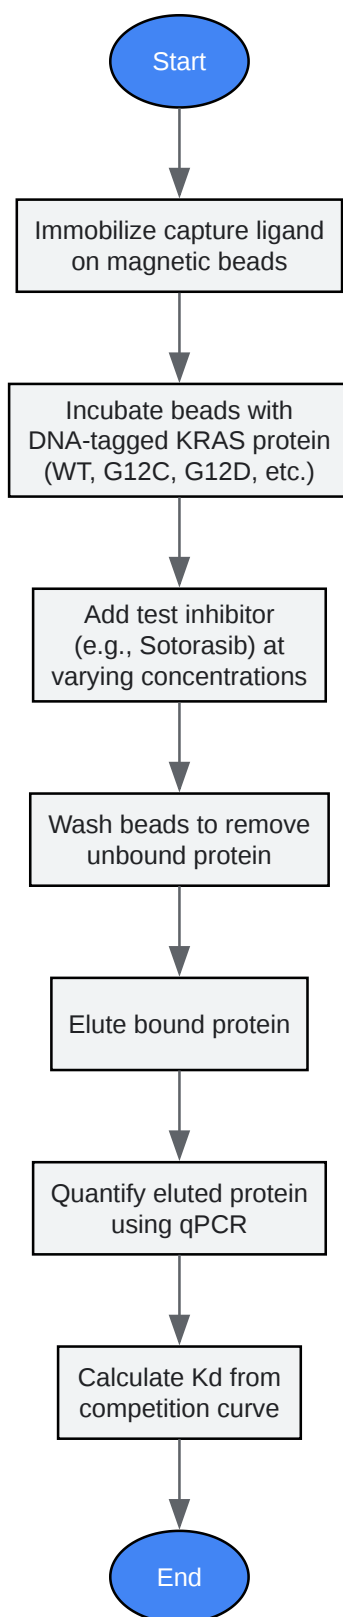 Start
Immobilize capture ligand
on magnetic beads
Incubate beads with
DNA-tagged KRAS protein
(WT, G12C, G12D, etc.)
Add test inhibitor
(e.g., Sotorasib) at
varying concentrations
Wash beads to remove
unbound protein
Elute bound protein
Quantify eluted protein
using qPCR
Calculate Kd from
competition curve
End